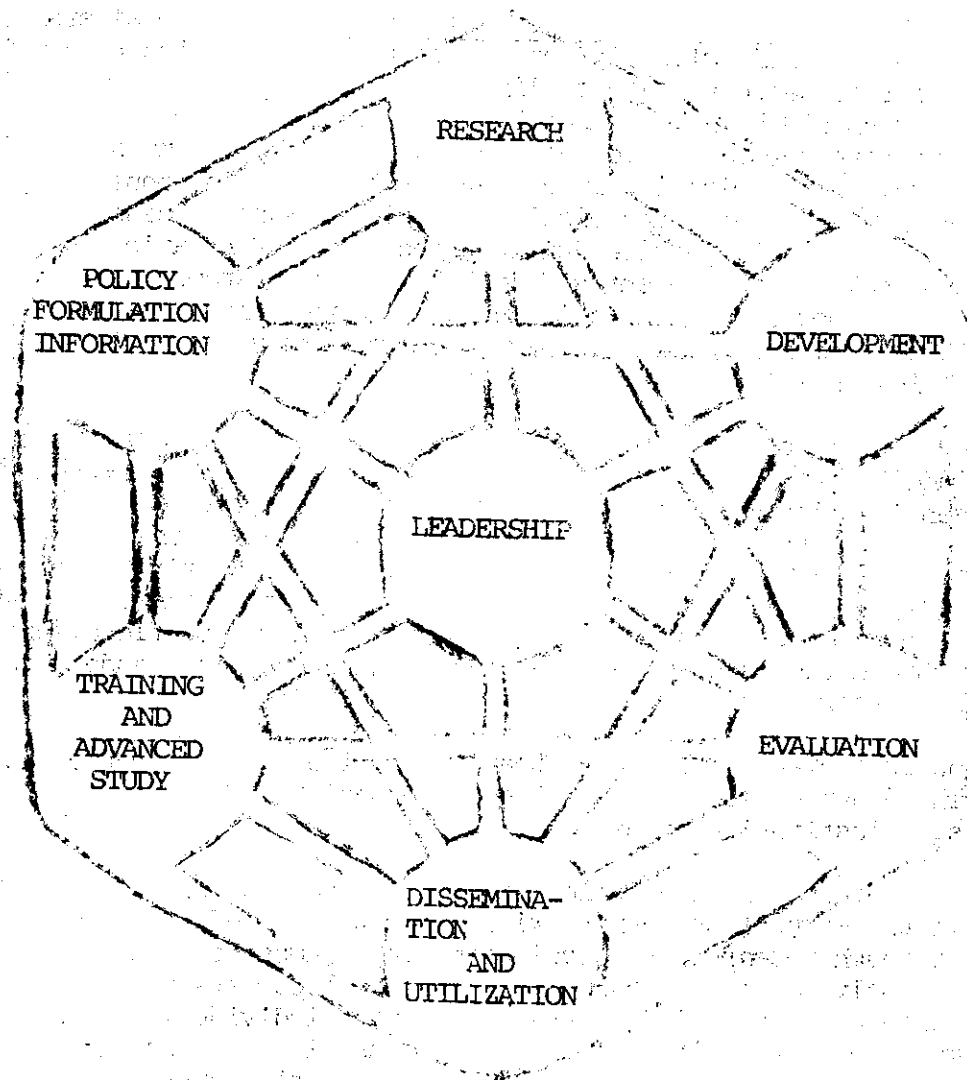 RESEARCH
POLICY
FORMULATION
INFORMATION
DEVELOPMENT
LEADERSHIP
TRAINING
AND
ADVANCED
STUDY
EVALUATION
DISSEMINA-
TION
AND
UTILIZATION